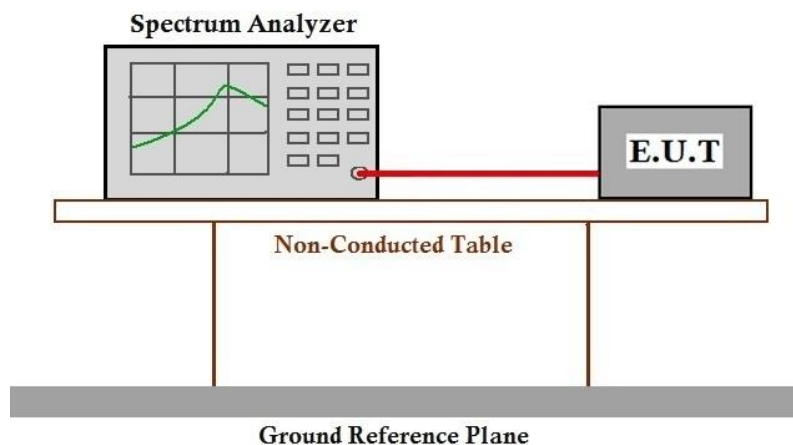 Spectrum Analyzer
E.U.T
Non-Conducted Table
Ground Reference Plane